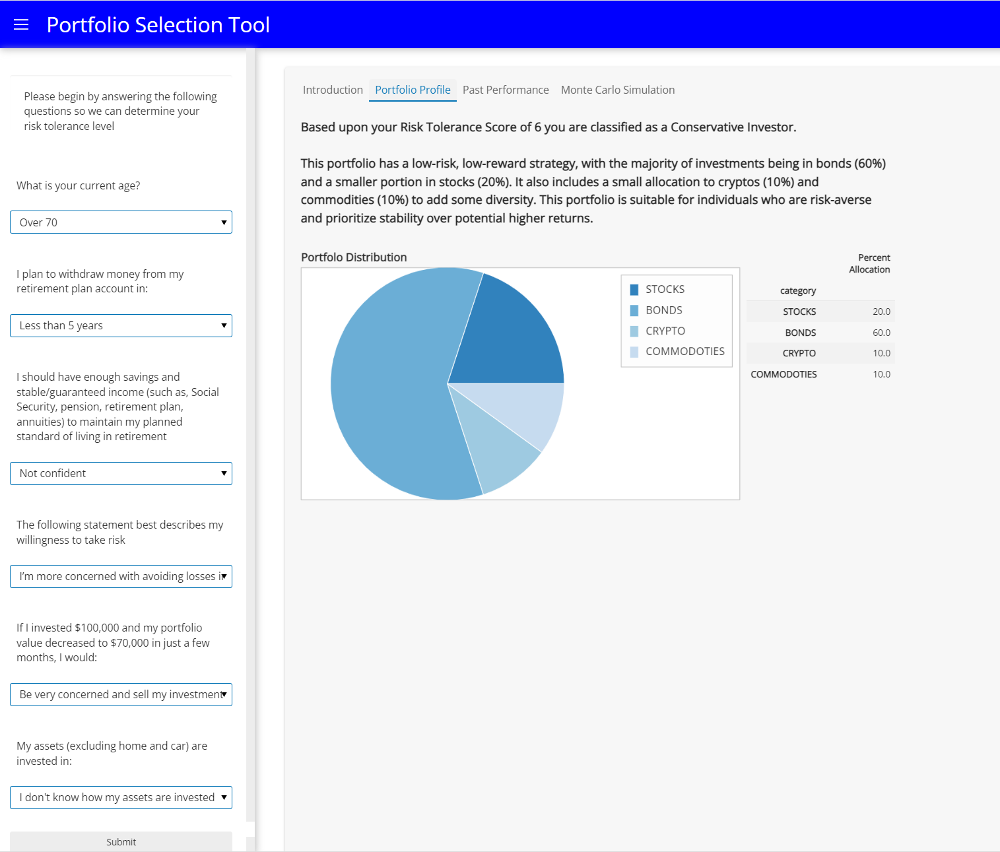 Portfolio Selection Tool
Please begin by answering the following
questions so we can determine your
risk tolerance level
What is your current age?
Over 70
I plan to withdraw money from my
retirement plan account in:
Less than 5 years
I should have enough savings and
stable/guaranteed income (such as, Social
Security, pension, retirement plan,
annuities) to maintain my planned
standard of living in retirement
Not confident
The following statement best describes my
willingness to take risk
I'm more concerned with avoiding losses i
If I invested $100,000 and my portfolio
value decreased to $70,000 in just a few
months, I would:
Be very concerned and sell my investment
My assets (excluding home and car) are
invested in:
I don't know how my assets are invested
Submit
Introduction Portfolio Profile Past Performance Monte Carlo Simulation
Based upon your Risk Tolerance Score of 6 you are classified as a Conservative Investor.
This portfolio has a low-risk, low-reward strategy, with the majority of investments being in bonds (60%)
and a smaller portion in stocks (20%). It also includes a small allocation to cryptos (10%) and
commodities (10%) to add some diversity. This portfolio is suitable for individuals who are risk-averse
and prioritize stability over potential higher returns.
Portfolo Distribution
STOCKS
BONDS
CRYPTO
COMMODOTIES
Percent
Allocation
category
STOCKS 20.0
BONDS 60.0
CRYPTO 10.0
COMMODOTIES 10.0